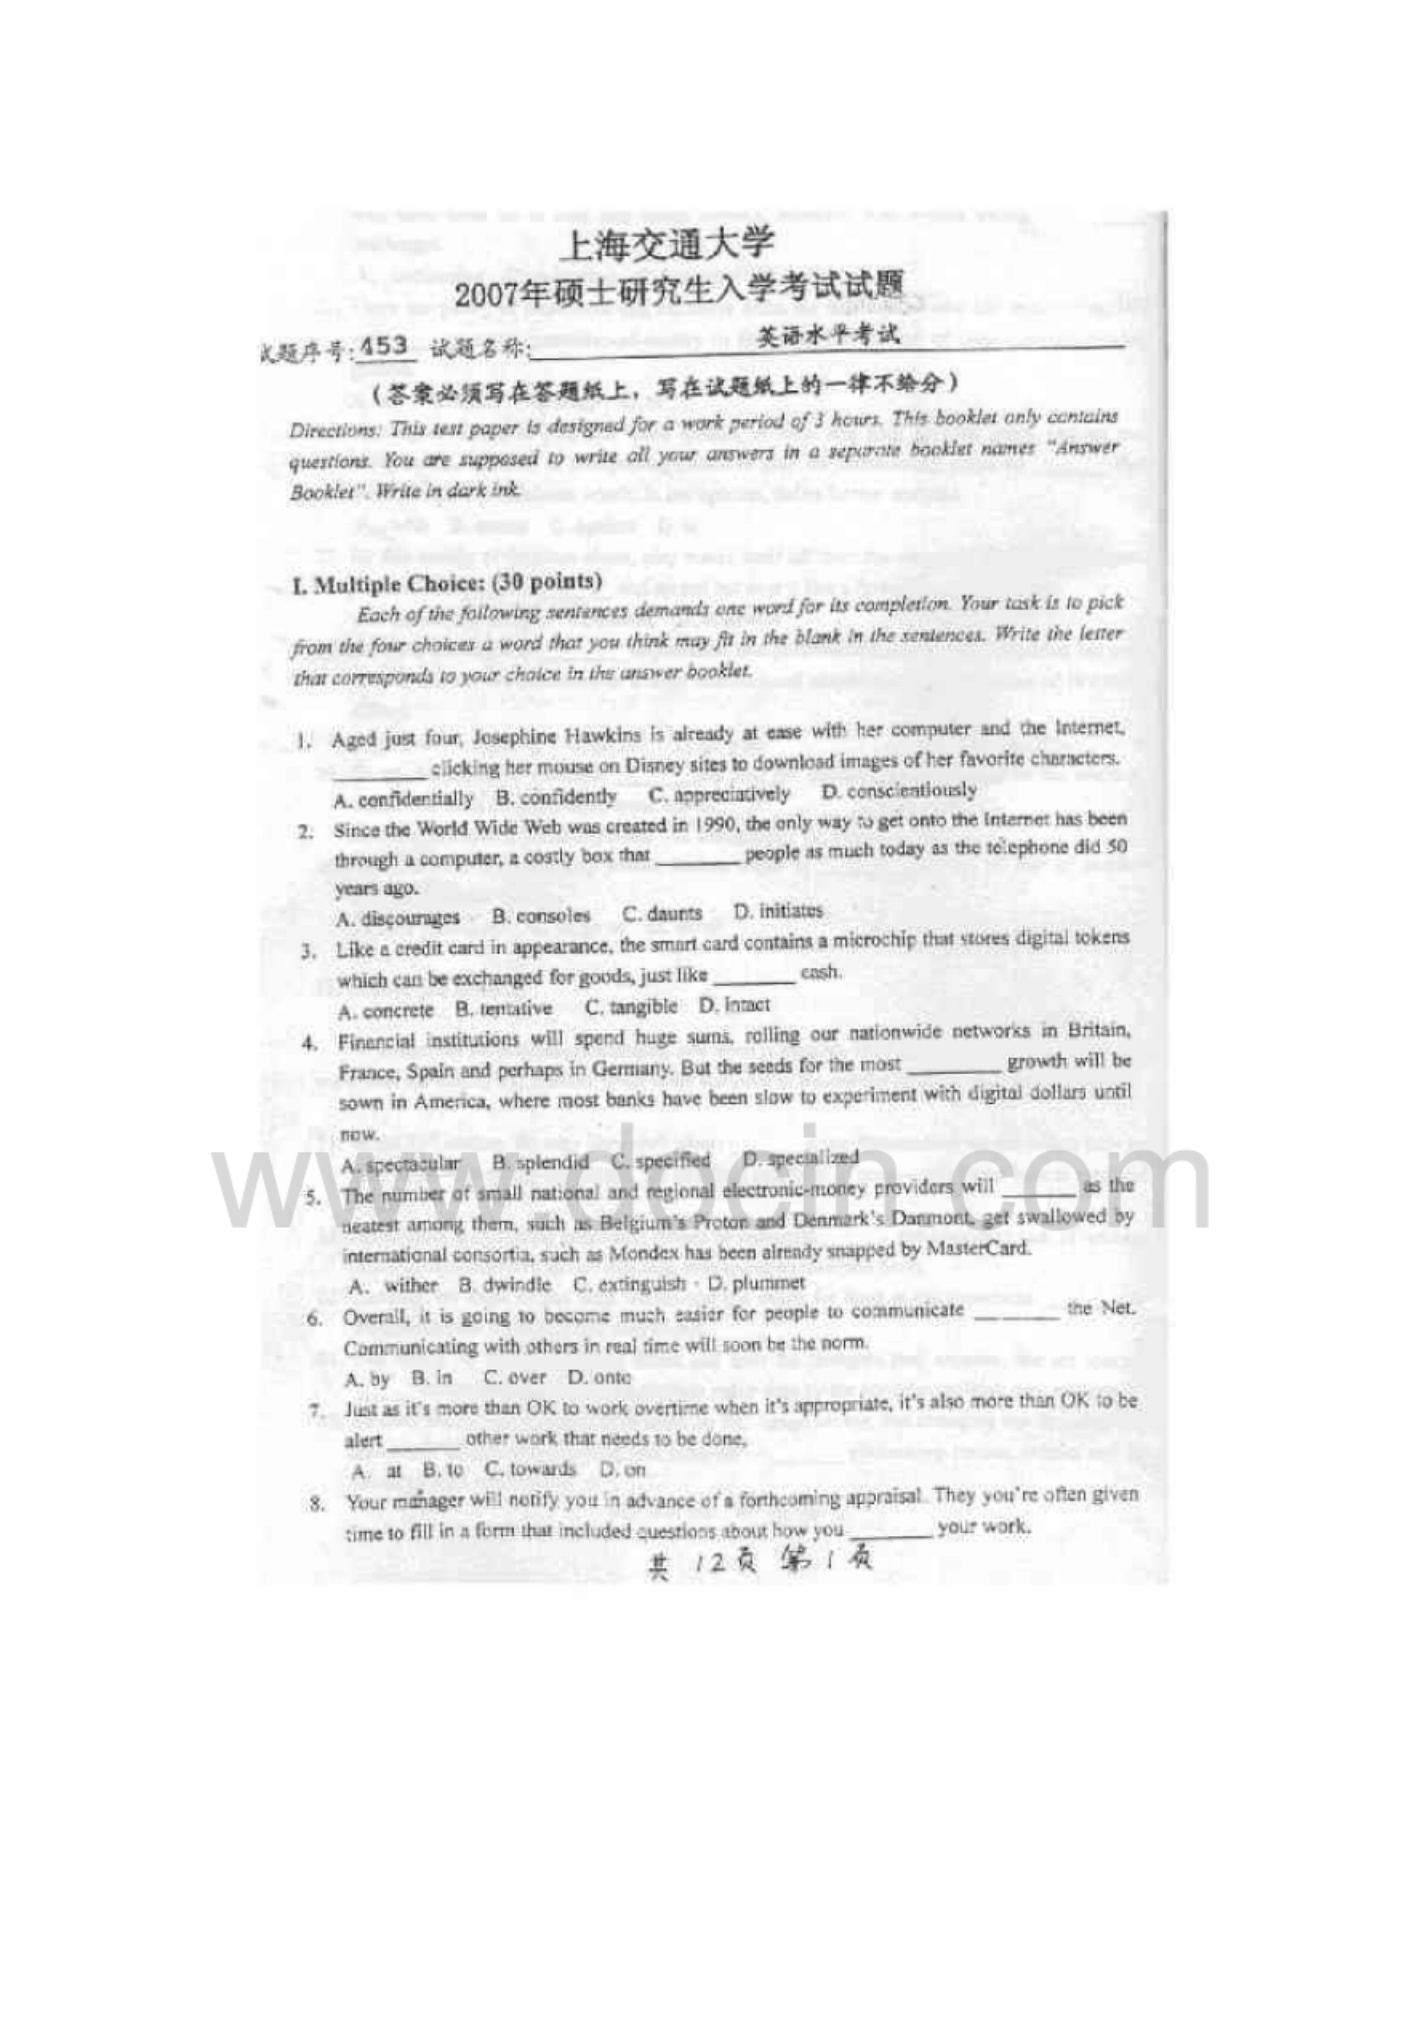 上海交通大学
2007年硕士研究生入学考试试题
试题序号:453 试题名称: 英语水平考试
(答案必须写在答题纸上，写在试题纸上的一律不给分)
Directions: This test paper is designed for a work period of 3 hours. This booklet only contains
questions. You are supposed to write all your answers in a separate booklet names "Answer
Booklet". Write in dark ink.
I. Multiple Choice: (30 points)
Each of the following sentences demands one word for its completion. Your task is to pick
from the four choices a word that you think may fit in the blank in the sentences. Write the letter
that corresponds to your choice in the answer booklet.
1. Aged just four, Josephine Hawkins is already at ease with her computer and the Internet,
________ clicking her mouse on Disney sites to download images of her favorite characters.
A. confidentially B. confidently C. appreciatively D. conscientiously
2. Since the World Wide Web was created in 1990, the only way to get onto the Internet has been
through a computer, a costly box that ________ people as much today as the telephone did 50
years ago.
A. discourages B. consoles C. daunts D. initiates
3. Like a credit card in appearance, the smart card contains a microchip that stores digital tokens
which can be exchanged for goods, just like ________ cash.
A. concrete B. tentative C. tangible D. intact
4. Financial institutions will spend huge sums, rolling our nationwide networks in Britain,
France, Spain and perhaps in Germany. But the seeds for the most ________ growth will be
sown in America, where most banks have been slow to experiment with digital dollars until
now.
A. spectacular B. splendid C. specified D. specialized
5. The number of small national and regional electronic-money providers will ________ as the
neatest among them, such as Belgium's Proton and Denmark's Danmont, get swallowed by
international consortia, such as Mondex has been already snapped by MasterCard.
A. wither B. dwindle C. extinguish D. plummet
6. Overall, it is going to become much easier for people to communicate ________ the Net.
Communicating with others in real time will soon be the norm.
A. by B. in C. over D. onto
7. Just as it's more than OK to work overtime when it's appropriate, it's also more than OK to be
alert ________ other work that needs to be done,
A. at B. to C. towards D. on
8. Your manager will notify you in advance of a forthcoming appraisal. They you're often given
time to fill in a form that included questions about how you ________ your work.
共 12页 第 1 页
www.docin.com